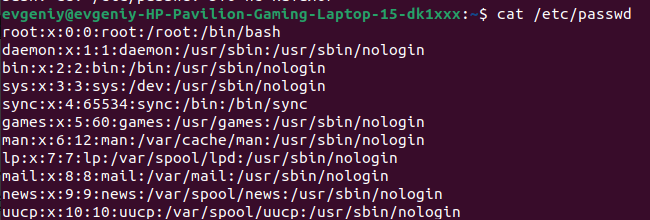 evgeniy@evgeniy-HP-Pavilion-Gaming-Laptop-15-dk1xxx:~$ cat /etc/passwd
root:x:0:0:root:/root:/bin/bash
daemon:x:1:1:daemon:/usr/sbin:/usr/sbin/nologin
bin:x:2:2:bin:/bin:/usr/sbin/nologin
sys:x:3:3:sys:/dev:/usr/sbin/nologin
sync:x:4:65534:sync:/bin:/bin/sync
games:x:5:60:games:/usr/games:/usr/sbin/nologin
man:x:6:12:man:/var/cache/man:/usr/sbin/nologin
lp:x:7:7:lp:/var/spool/lpd:/usr/sbin/nologin
mail:x:8:8:mail:/var/mail:/usr/sbin/nologin
news:x:9:9:news:/var/spool/news:/usr/sbin/nologin
uucp:x:10:10:uucp:/var/spool/uucp:/usr/sbin/nologin